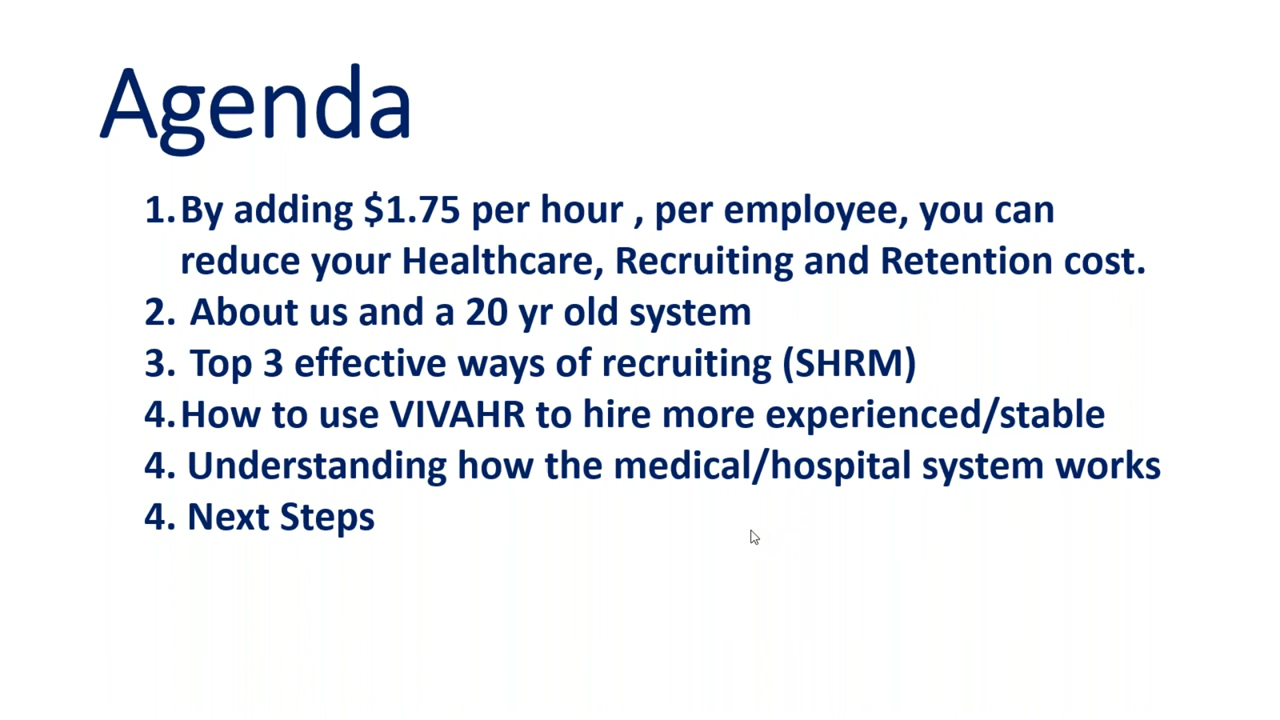 Agenda
1.By adding $1.75 per hour , per employee, you can
reduce your Healthcare, Recruiting and Retention cost.
2. About us and a 20 yr old system
3. Top 3 effective ways of recruiting (SHRM)
4.How to use VIVAHR to hire more experienced/stable
4. Understanding how the medical/hospital system works
4. Next Steps